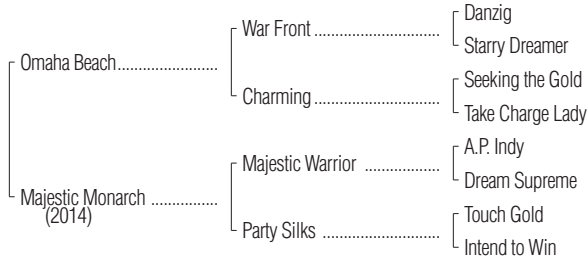 Danzig
War Front ..........................
Starry Dreamer
Omaha Beach.........................
Seeking the Gold
Charming ...............................
Take Charge Lady
A.P. Indy
Majestic Warrior ..................
Dream Supreme
Majestic Monarch ................
(2014)
Touch Gold
Party Silks .............................
Intend to Win